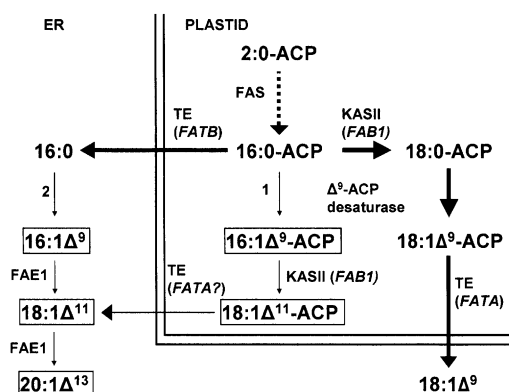 ER PLASTID
2:0-ACP
FAS
TE
(FATB)
KASII
(FAB1)
16:0 16:0-ACP 18:0-ACP
2 1 Δ⁹-ACP
desaturase
16:1Δ⁹ 16:1Δ⁹-ACP 18:1Δ⁹-ACP
FAE1 TE
(FATA?) KASII (FAB1) TE
(FATA)
18:1Δ¹¹ 18:1Δ¹¹-ACP
FAE1
20:1Δ¹³ 18:1Δ⁹